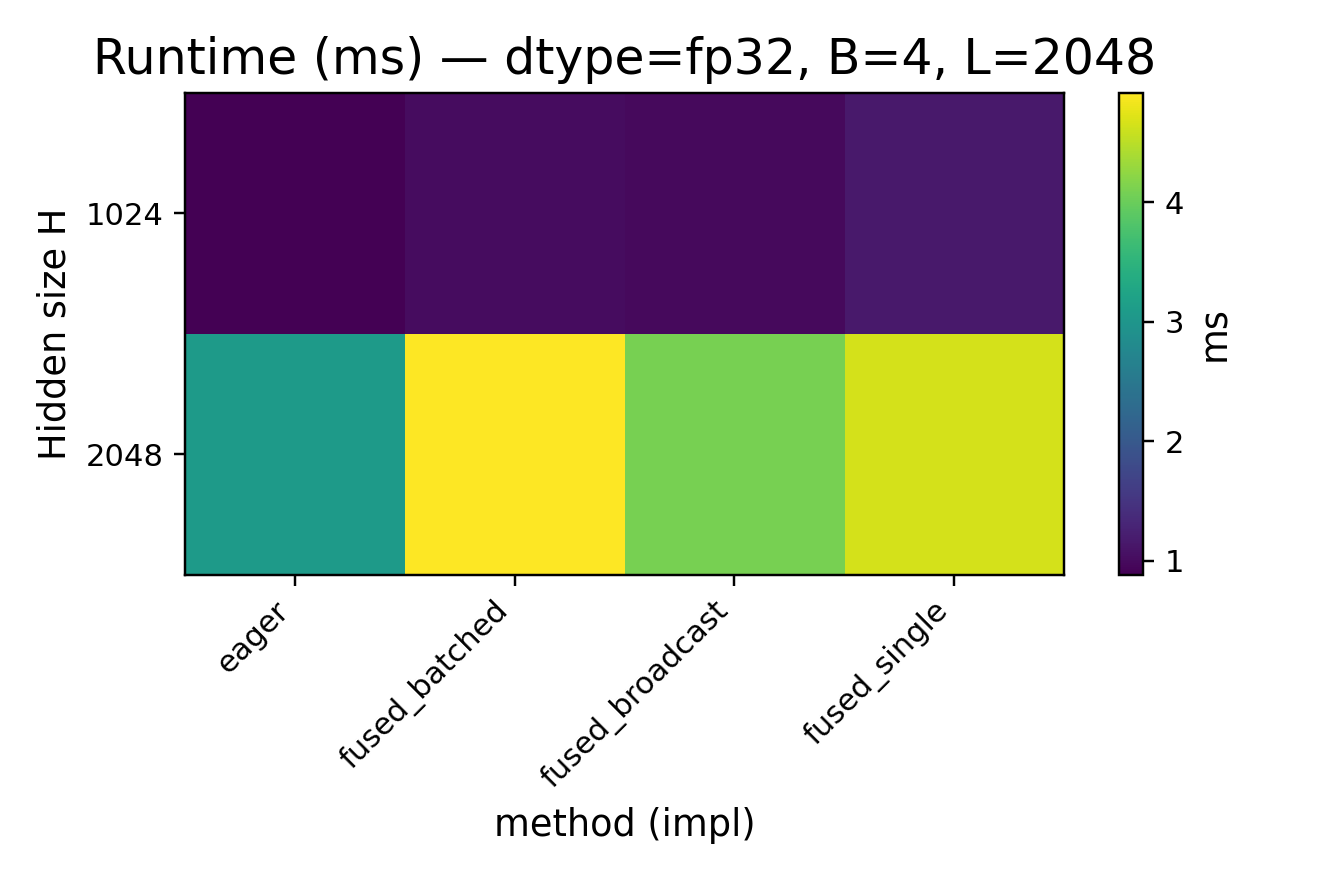 Runtime (ms) — dtype=fp32, B=4, L=2048
Hidden size H
1024
2048
eager
fused_batched
fused_broadcast
fused_single
method (impl)
4
3
2
1
ms